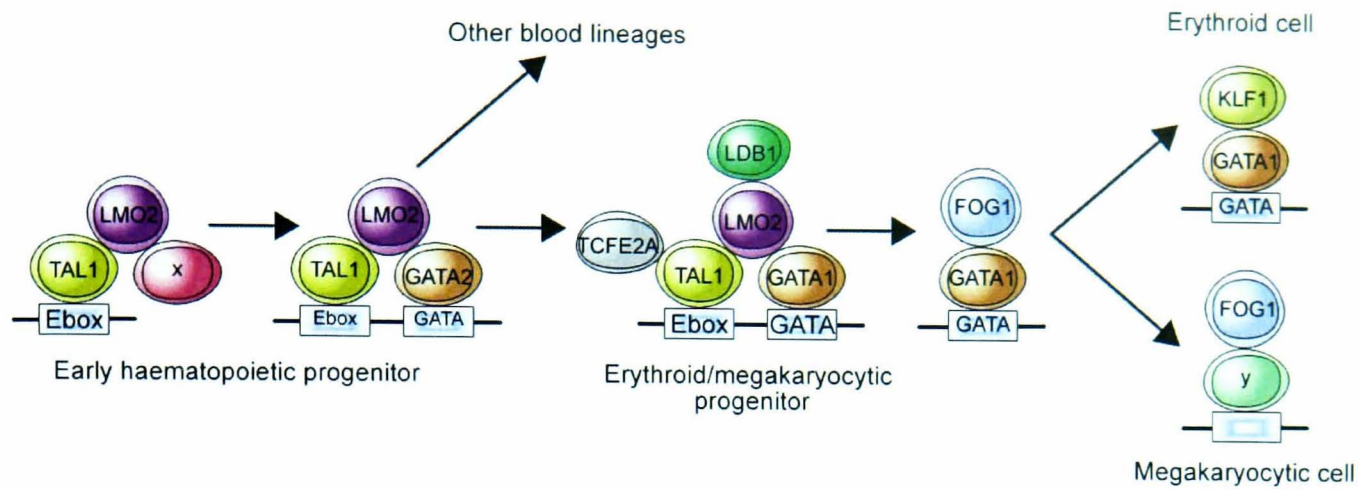 Other blood lineages
Erythroid cell
KLF1
GATA1
GATA
LDB1
LMO2
TAL1
x
Ebox
LMO2
TAL1
GATA2
Ebox
GATA
TCFE2A
LMO2
TAL1
GATA1
Ebox
GATA
FOG1
GATA1
GATA
FOG1
y
Early haematopoietic progenitor
Erythroid/megakaryocytic
progenitor
Megakaryocytic cell